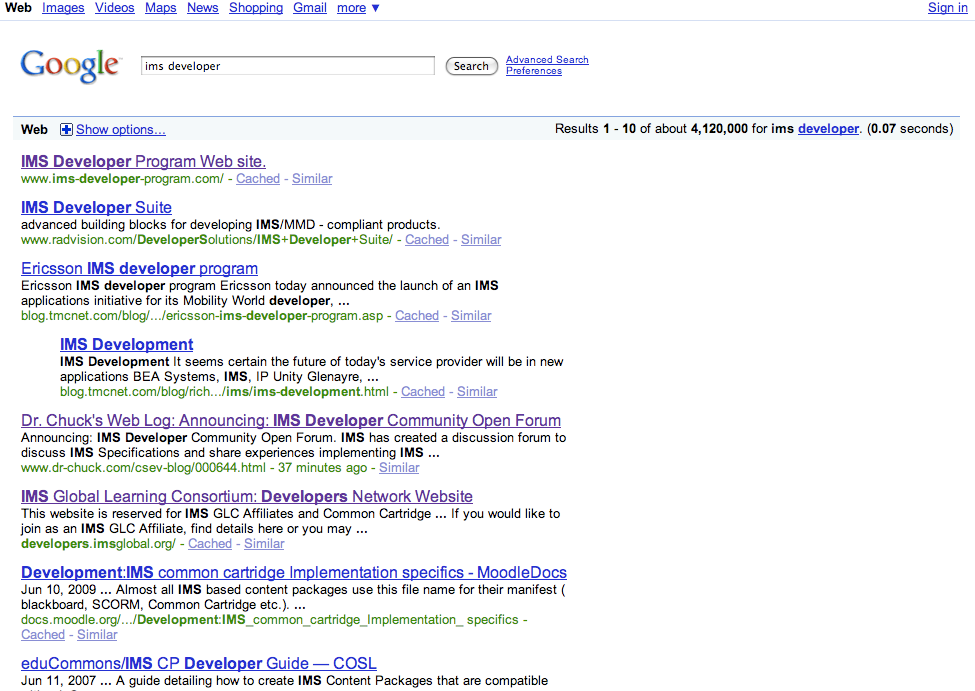 Web Images Videos Maps News Shopping Gmail more ▼ Sign in
Google ims developer Search Advanced Search
Preferences
Web Show options... Results 1 - 10 of about 4,120,000 for ims developer. (0.07 seconds)
IMS Developer Program Web site.
www.ims-developer-program.com/ - Cached - Similar
IMS Developer Suite
advanced building blocks for developing IMS/MMD - compliant products.
www.radvision.com/DeveloperSolutions/IMS+Developer+Suite/ - Cached - Similar
Ericsson IMS developer program
Ericsson IMS developer program Ericsson today announced the launch of an IMS
applications initiative for its Mobility World developer, ...
blog.tmcnet.com/blog/.../ericsson-ims-developer-program.asp - Cached - Similar
IMS Development
IMS Development It seems certain the future of today's service provider will be in new
applications BEA Systems, IMS, IP Unity Glenayre, ...
blog.tmcnet.com/blog/rich.../ims/ims-development.html - Cached - Similar
Dr. Chuck's Web Log: Announcing: IMS Developer Community Open Forum
Announcing: IMS Developer Community Open Forum. IMS has created a discussion forum to
discuss IMS Specifications and share experiences implementing IMS ...
www.dr-chuck.com/csev-blog/000644.html - 37 minutes ago - Similar
IMS Global Learning Consortium: Developers Network Website
This website is reserved for IMS GLC Affiliates and Common Cartridge ... If you would like to
join as an IMS GLC Affiliate, find details here or you may ...
developers.imsglobal.org/ - Cached - Similar
Development:IMS common cartridge Implementation specifics - MoodleDocs
Jun 10, 2009 ... Almost all IMS based content packages use this file name for their manifest (
blackboard, SCORM, Common Cartridge etc.). ...
docs.moodle.org/.../Development:IMS_common_cartridge_Implementation_ specifics -
Cached - Similar
eduCommons/IMS CP Developer Guide — COSL
Jun 11, 2007 ... A guide detailing how to create IMS Content Packages that are compatible